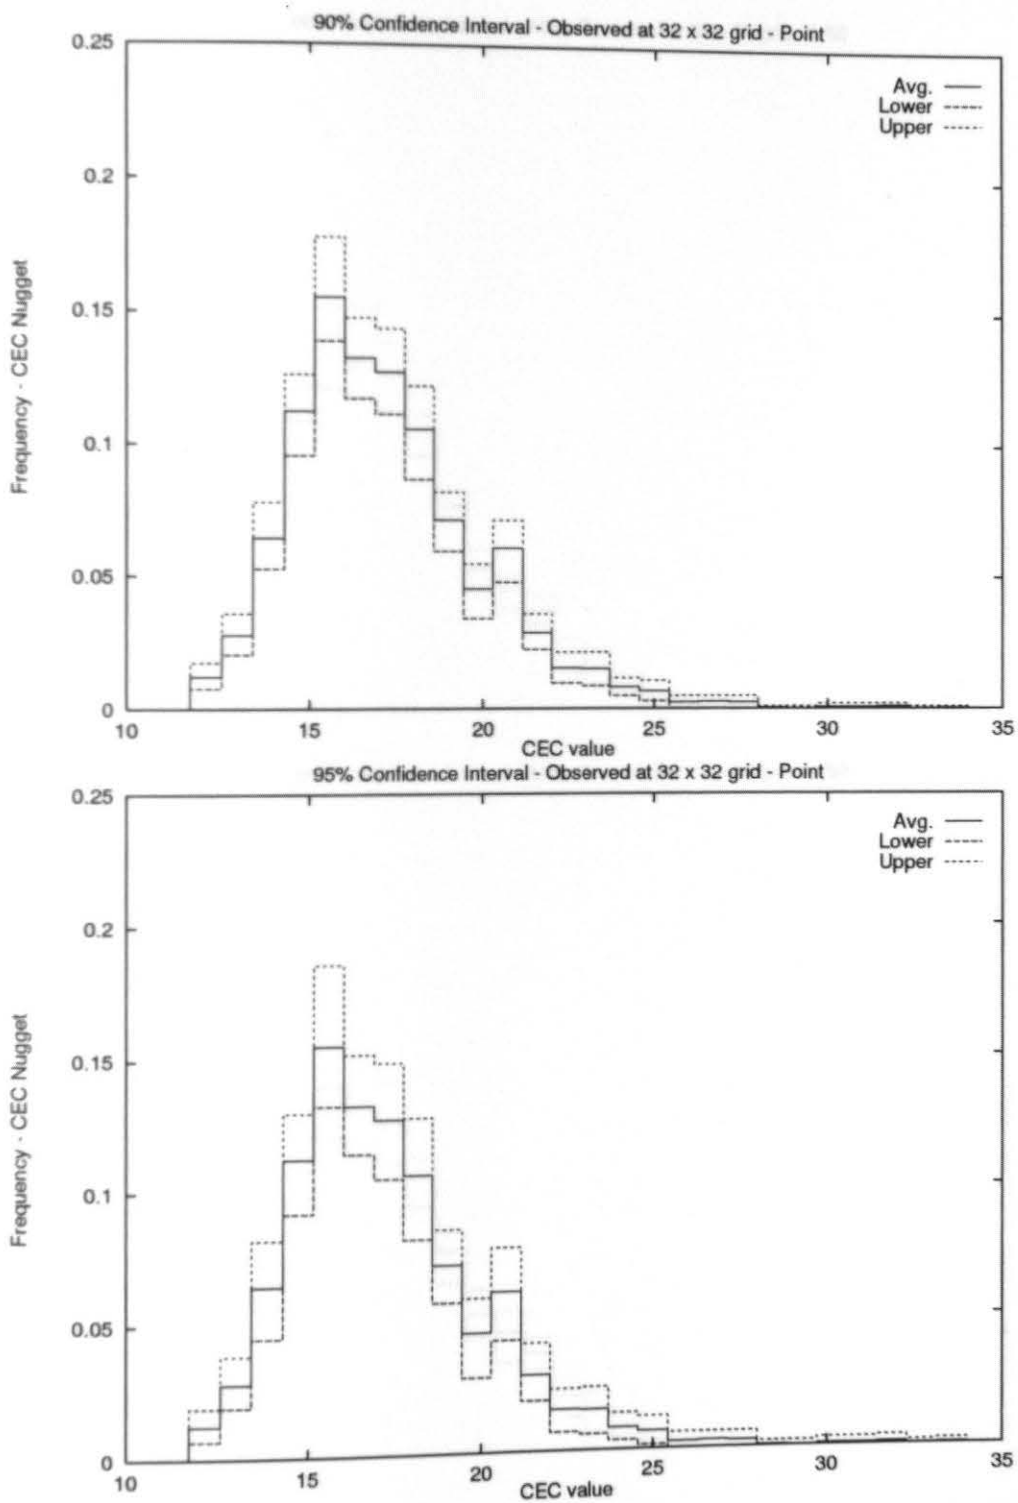 90% Confidence Interval - Observed at 32 x 32 grid - Point
0.25
Avg.
Lower
Upper
0.2
0.15
0.1
0.05
0
Frequency - CEC Nugget
10 15 20 25 30 35
CEC value
95% Confidence Interval - Observed at 32 x 32 grid - Point
0.25
Avg.
Lower
Upper
0.2
0.15
0.1
0.05
0
Frequency - CEC Nugget
10 15 20 25 30 35
CEC value